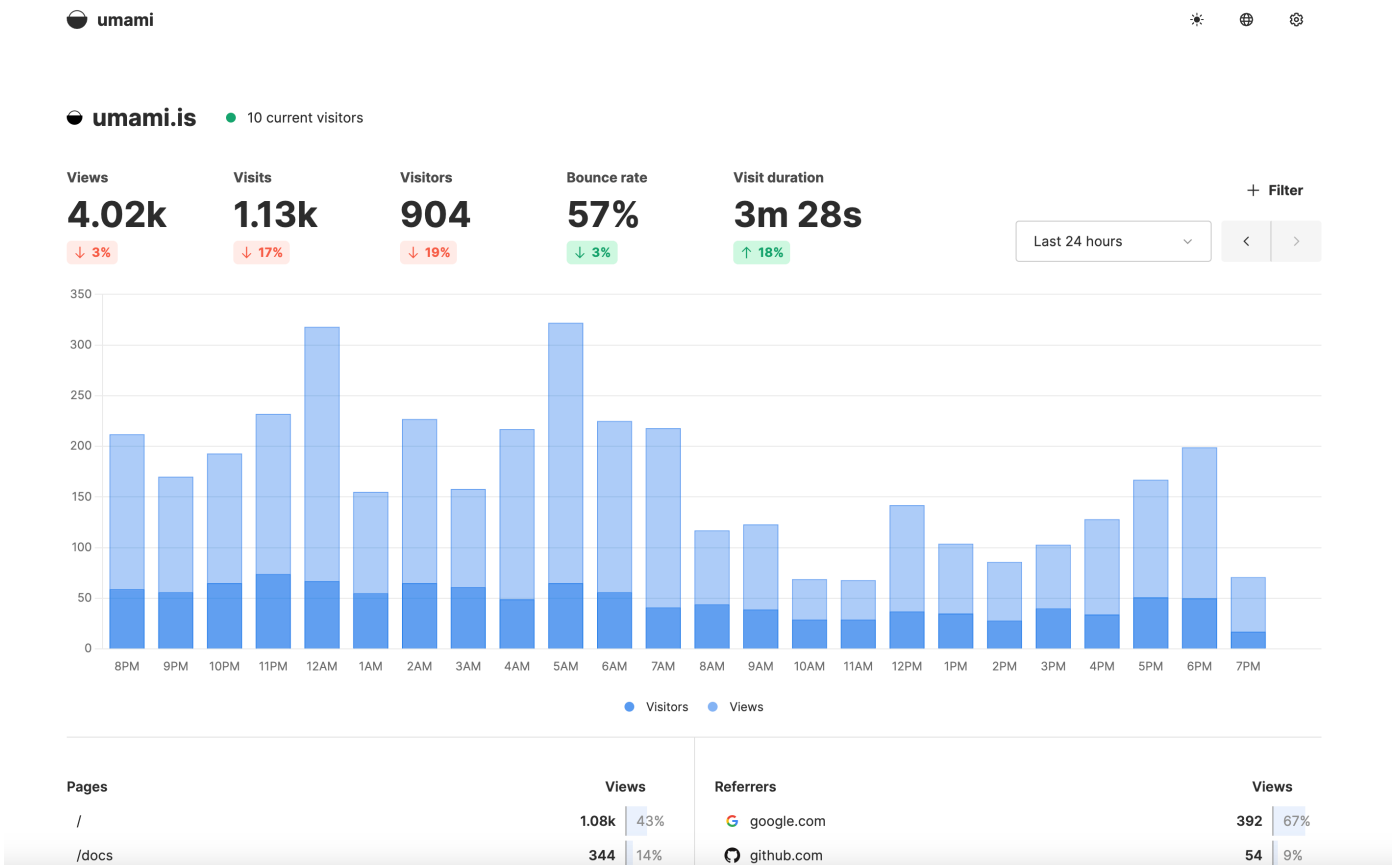 umami
umami.is 10 current visitors
Views Visits Visitors Bounce rate Visit duration
4.02k 1.13k 904 57% 3m 28s
↓ 3% ↓ 17% ↓ 19% ↓ 3% ↑ 18%
+ Filter
Last 24 hours
350
300
250
200
150
100
50
0
8PM 9PM 10PM 11PM 12AM 1AM 2AM 3AM 4AM 5AM 6AM 7AM 8AM 9AM 10AM 11AM 12PM 1PM 2PM 3PM 4PM 5PM 6PM 7PM
Visitors Views
Pages Views
/ 1.08k 43%
/docs 344 14%
Referrers Views
google.com 392 67%
github.com 54 9%